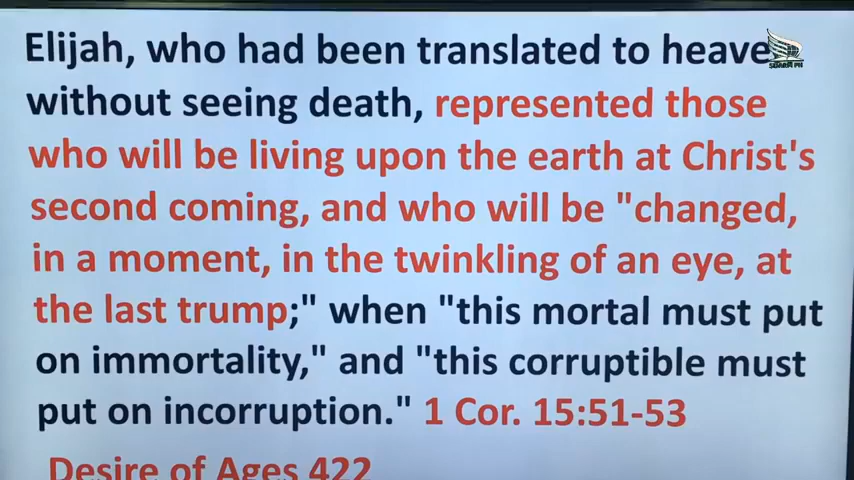 Elijah, who had been translated to heave
without seeing death, represented those
who will be living upon the earth at Christ's
second coming, and who will be "changed,
in a moment, in the twinkling of an eye, at
the last trump;" when "this mortal must put
on immortality," and "this corruptible must
put on incorruption." 1 Cor. 15:51-53
Desire of Ages 422